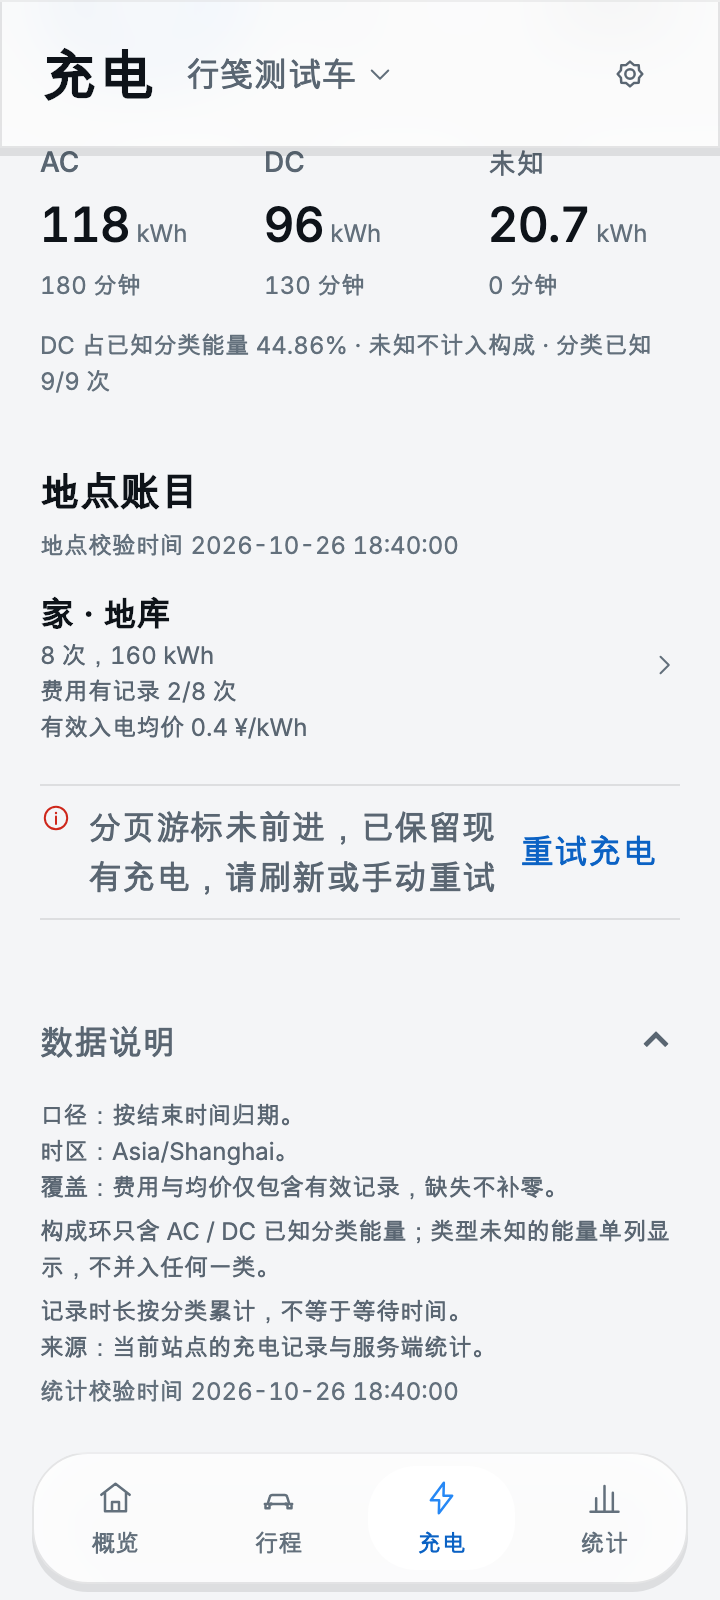 充电 行笺测试车
AC DC 未知
118 kWh 96 kWh 20.7 kWh
180 分钟 130 分钟 0 分钟
DC 占已知分类能量 44.86% · 未知不计入构成 · 分类已知
9/9 次
地点账目
地点校验时间 2026-10-26 18:40:00
家 · 地库
8 次，160 kWh
费用有记录 2/8 次
有效入电均价 0.4 ¥/kWh
分页游标未前进，已保留现
有充电，请刷新或手动重试
重试充电
数据说明
口径：按结束时间归期。
时区：Asia/Shanghai。
覆盖：费用与均价仅包含有效记录，缺失不补零。
构成环只含 AC / DC 已知分类能量；类型未知的能量单列显
示，不并入任何一类。
记录时长按分类累计，不等于等待时间。
来源：当前站点的充电记录与服务端统计。
统计校验时间 2026-10-26 18:40:00
概览 行程 充电 统计